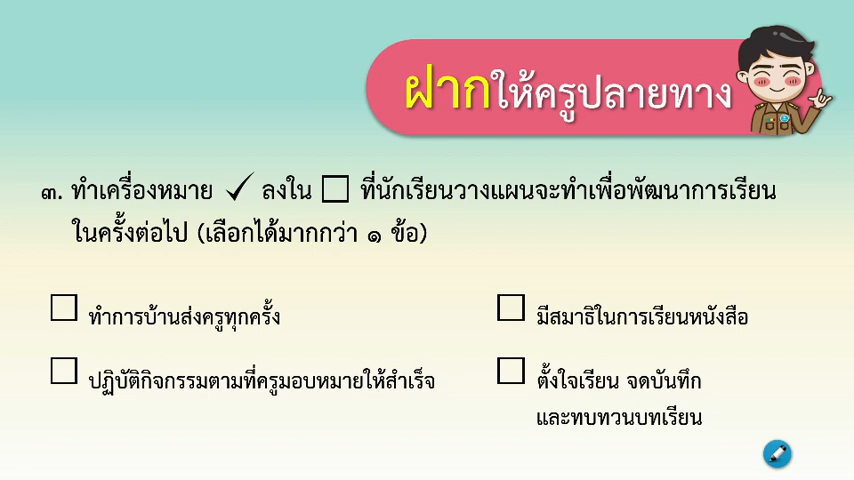 ฝากให้ครูปลายทาง
๓. ทำเครื่องหมาย ✓ ลงใน □ ที่นักเรียนวางแผนจะทำเพื่อพัฒนาการเรียน
ในครั้งต่อไป (เลือกได้มากกว่า ๑ ข้อ)
□ ทำการบ้านส่งครูทุกครั้ง
□ มีสมาธิในการเรียนหนังสือ
□ ปฏิบัติกิจกรรมตามที่ครูมอบหมายให้สำเร็จ
□ ตั้งใจเรียน จดบันทึก
และทบทวนบทเรียน